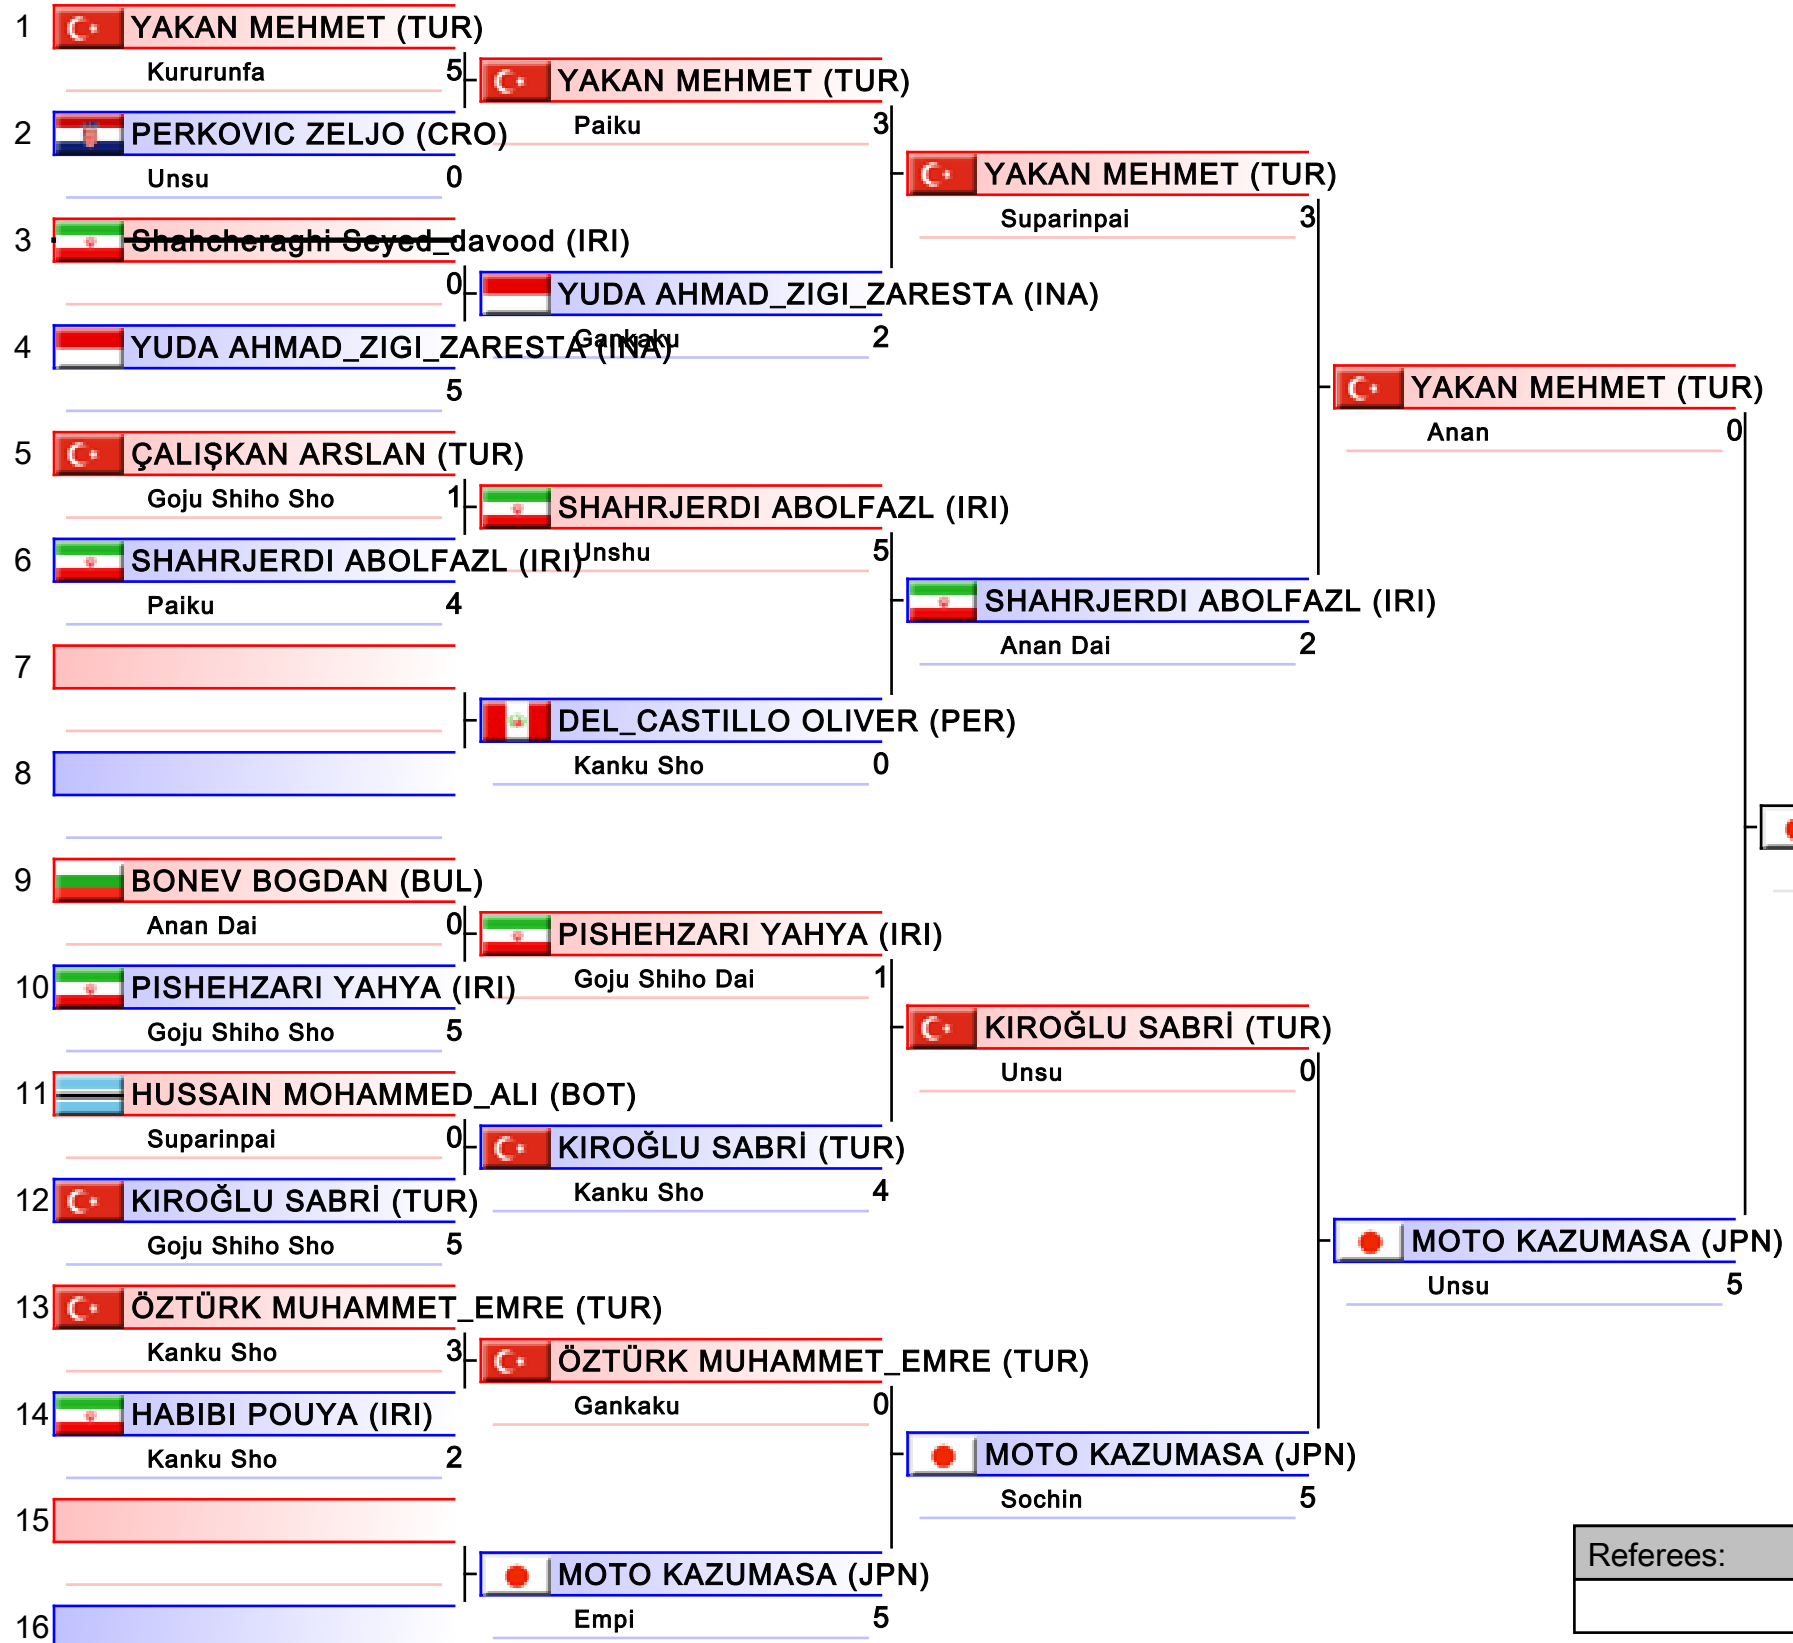 1 YAKAN MEHMET (TUR)
Kururunfa 5
YAKAN MEHMET (TUR)
Paiku 3
2 PERKOVIC ZELJO (CRO)
Unsu 0
YAKAN MEHMET (TUR)
Suparinpai 3
3 Shahcheraghi Seyed_davood (IRI)
0
YUDA AHMAD_ZIGI_ZARESTA (INA)
Gankaku 2
4 YUDA AHMAD_ZIGI_ZARESTA (INA)
5
YAKAN MEHMET (TUR)
Anan 0
5 ÇALIŞKAN ARSLAN (TUR)
Goju Shiho Sho 1
SHAHRJERDI ABOLFAZL (IRI)
Unshu 5
6 SHAHRJERDI ABOLFAZL (IRI)
Paiku 4
SHAHRJERDI ABOLFAZL (IRI)
Anan Dai 2
7
DEL_CASTILLO OLIVER (PER)
Kanku Sho 0
8
9 BONEV BOGDAN (BUL)
Anan Dai 0
PISHEHZARI YAHYA (IRI)
Goju Shiho Dai 1
10 PISHEHZARI YAHYA (IRI)
Goju Shiho Sho 5
KIROĞLU SABRİ (TUR)
Unsu 0
11 HUSSAIN MOHAMMED_ALI (BOT)
Suparinpai 0
KIROĞLU SABRİ (TUR)
Kanku Sho 4
12 KIROĞLU SABRİ (TUR)
Goju Shiho Sho 5
MOTO KAZUMASA (JPN)
Unsu 5
13 ÖZTÜRK MUHAMMET_EMRE (TUR)
Kanku Sho 3
ÖZTÜRK MUHAMMET_EMRE (TUR)
Gankaku 0
14 HABIBI POUYA (IRI)
Kanku Sho 2
MOTO KAZUMASA (JPN)
Sochin 5
15
MOTO KAZUMASA (JPN)
Empi 5
16
Referees: